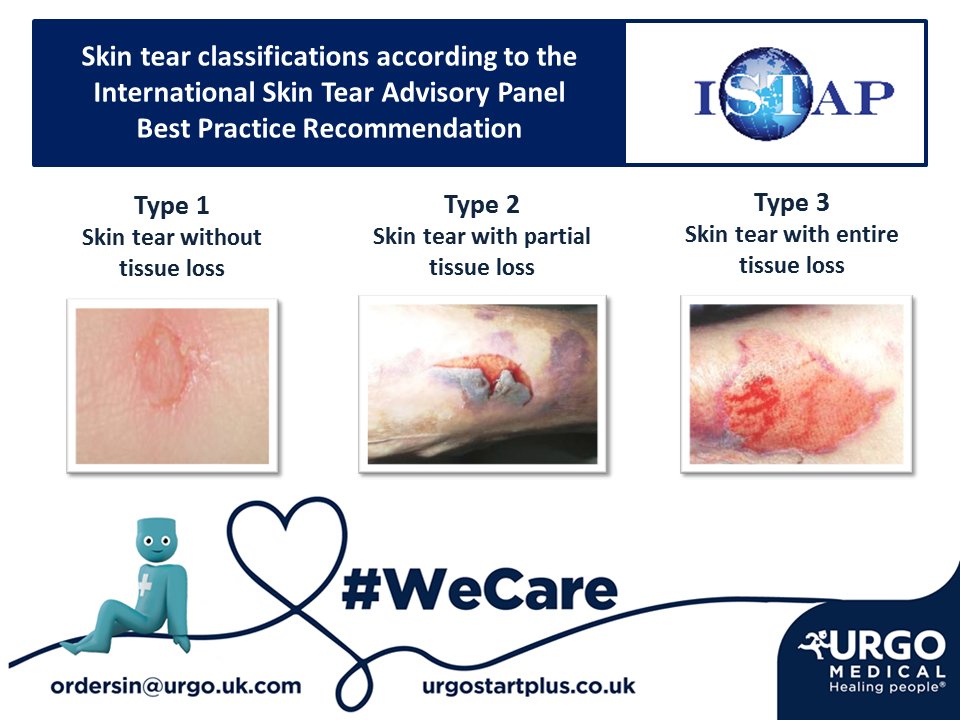 Skin tear classifications according to the
International Skin Tear Advisory Panel
Best Practice Recommendation
ISTAP
Type 1
Skin tear without
tissue loss
Type 2
Skin tear with partial
tissue loss
Type 3
Skin tear with entire
tissue loss
#WeCare
ordersin@urgo.uk.com
urgostartplus.co.uk
URGO
MEDICAL
Healing people®